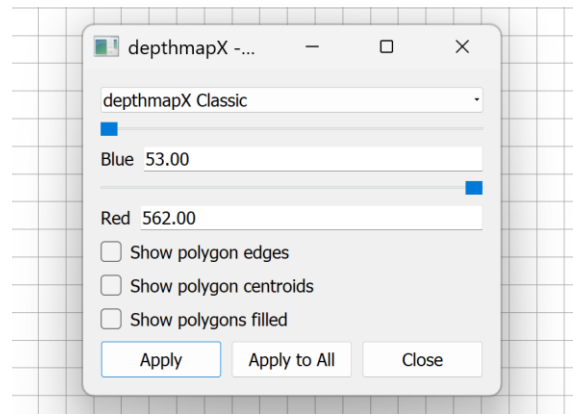 depthmapX -...
depthmapX Classic
Blue 53.00
Red 562.00
Show polygon edges
Show polygon centroids
Show polygons filled
Apply Apply to All Close